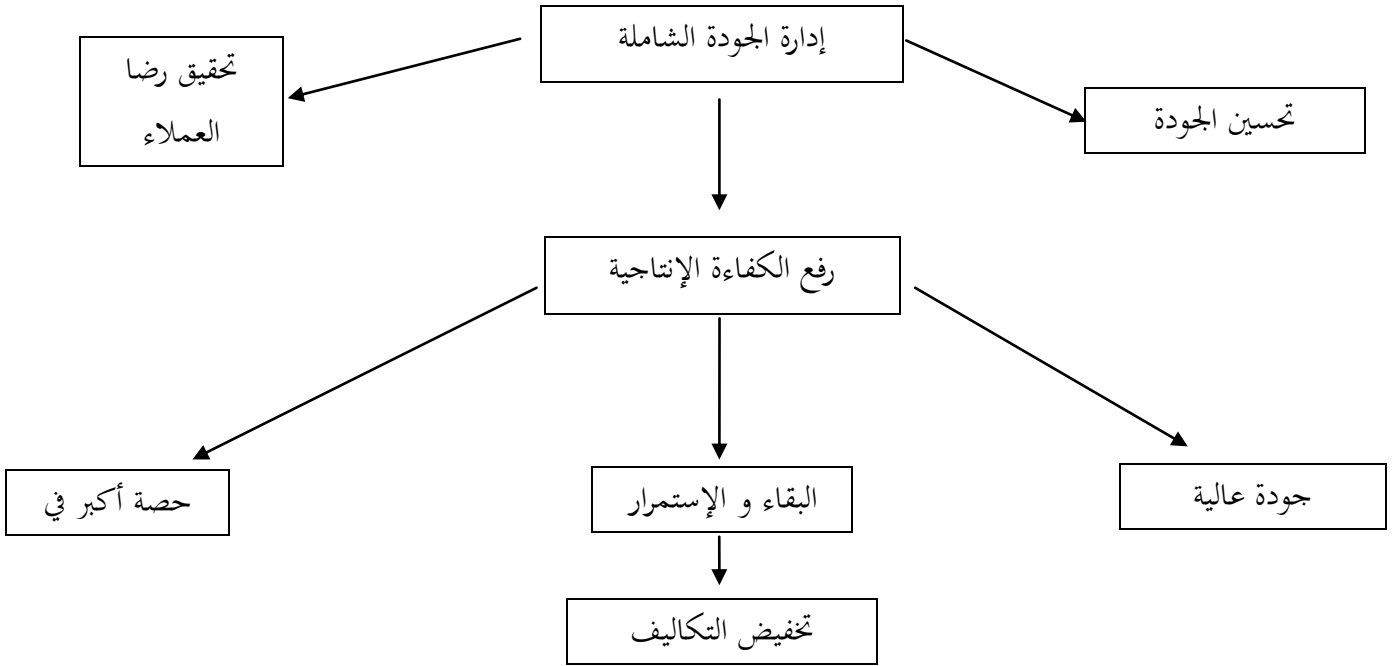 إدارة الجودة الشاملة
تحسين الجودة
تحقيق رضا
العملاء
رفع الكفاءة الإنتاجية
جودة عالية
البقاء و الإستمرار
حصة أكبر في
تخفيض التكاليف